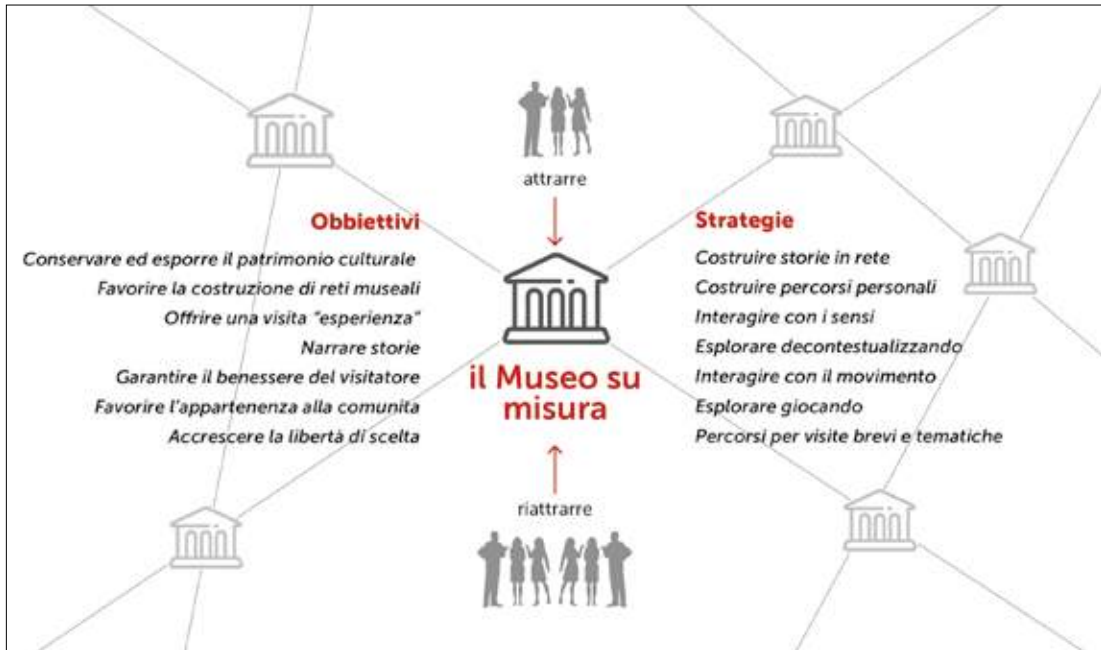 attrarre
Obbiettivi
Conservare ed esporre il patrimonio culturale
Favorire la costruzione di reti museali
Offrire una visita “esperienza”
Narrare storie
Garantire il benessere del visitatore
Favorire l'appartenenza alla comunita
Accrescere la libertà di scelta
il Museo su
misura
Strategie
Costruire storie in rete
Costruire percorsi personali
Interagire con i sensi
Esplorare decontestualizzando
Interagire con il movimento
Esplorare giocando
Percorsi per visite brevi e tematiche
riattrarre